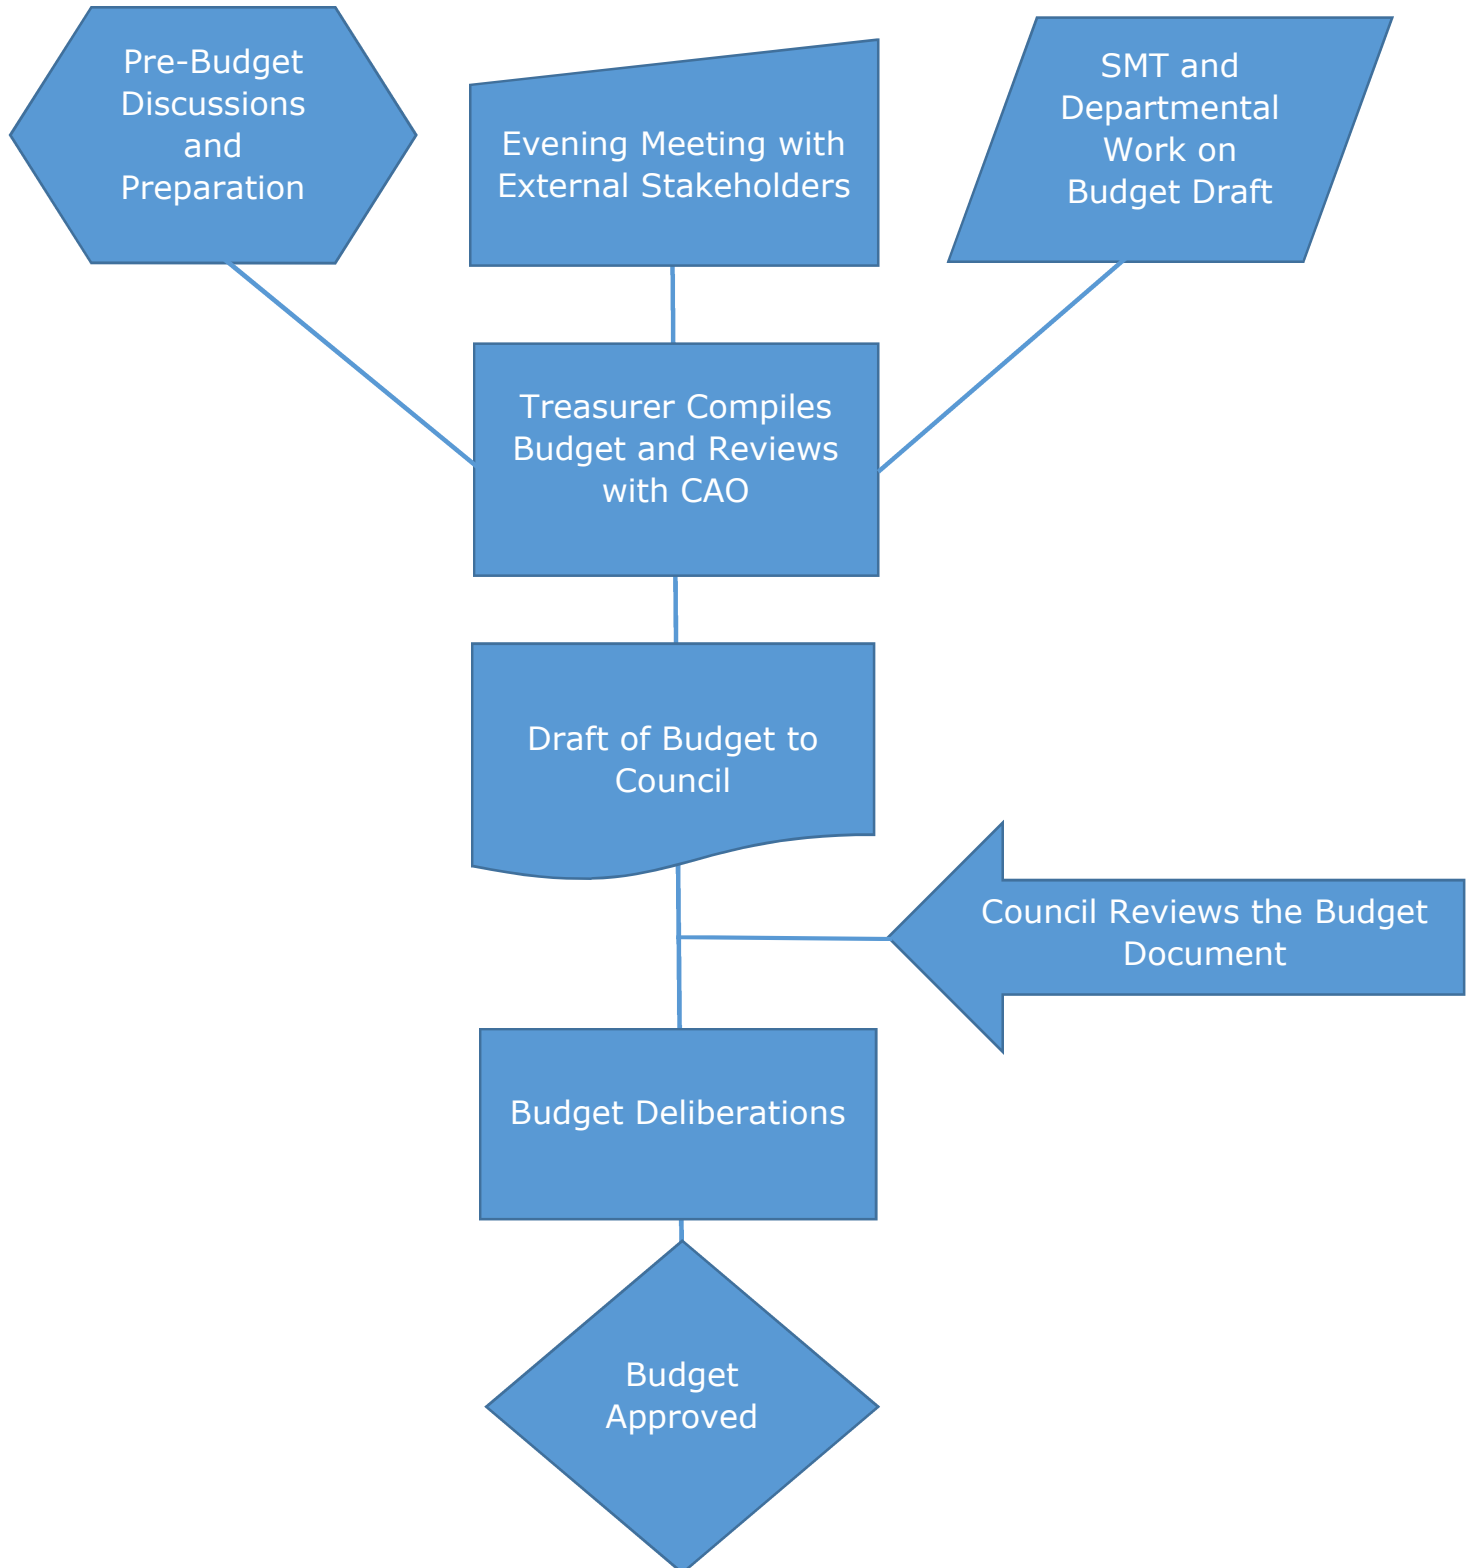 Pre-Budget
Discussions
and
Preparation
Evening Meeting with
External Stakeholders
SMT and
Departmental
Work on
Budget Draft
Treasurer Compiles
Budget and Reviews
with CAO
Draft of Budget to
Council
Council Reviews the Budget
Document
Budget Deliberations
Budget
Approved